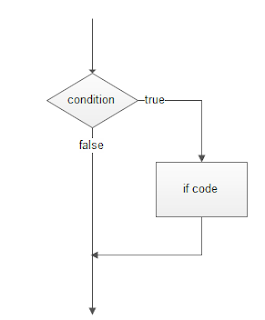 condition
true
false
if code